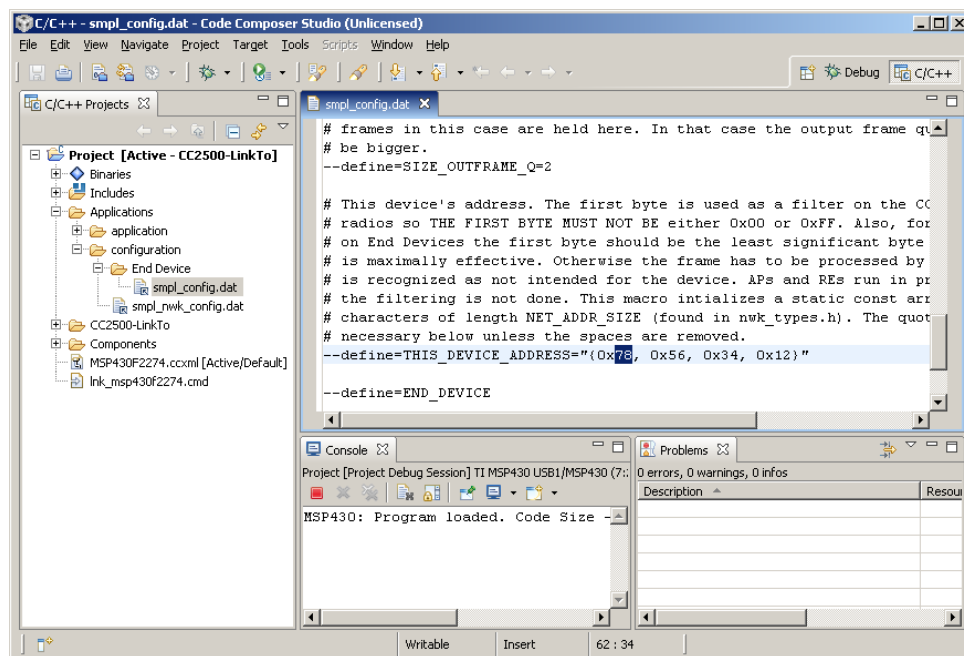 C/C++ - smpl_config.dat - Code Composer Studio (Unlicensed)
File Edit View Navigate Project Target Tools Scripts Window Help
Debug C/C++
C/C++ Projects
Project [Active - CC2500-LinkTo]
Binaries
Includes
Applications
application
configuration
End Device
smpl_config.dat
smpl_nwk_config.dat
CC2500-LinkTo
Components
MSP430F2274.ccxml [Active/Default]
lnk_msp430f2274.cmd
smpl_config.dat
# frames in this case are held here. In that case the output frame qu
# be bigger.
--define=SIZE_OUTFRAME_Q=2
# This device's address. The first byte is used as a filter on the CC
# radios so THE FIRST BYTE MUST NOT BE either 0x00 or 0xFF. Also, for
# on End Devices the first byte should be the least significant byte
# is maximally effective. Otherwise the frame has to be processed by
# is recognized as not intended for the device. APs and REs run in pr
# the filtering is not done. This macro intializes a static const arr
# characters of length NET_ADDR_SIZE (found in nwk_types.h). The quot
# necessary below unless the spaces are removed.
--define=THIS_DEVICE_ADDRESS="{0x78, 0x56, 0x34, 0x12}"
--define=END_DEVICE
Console
Project [Project Debug Session] TI MSP430 USB1/MSP430 (7:
MSP430: Program loaded. Code Size -
Problems
0 errors, 0 warnings, 0 infos
Description Resou
Writable Insert 62 : 34